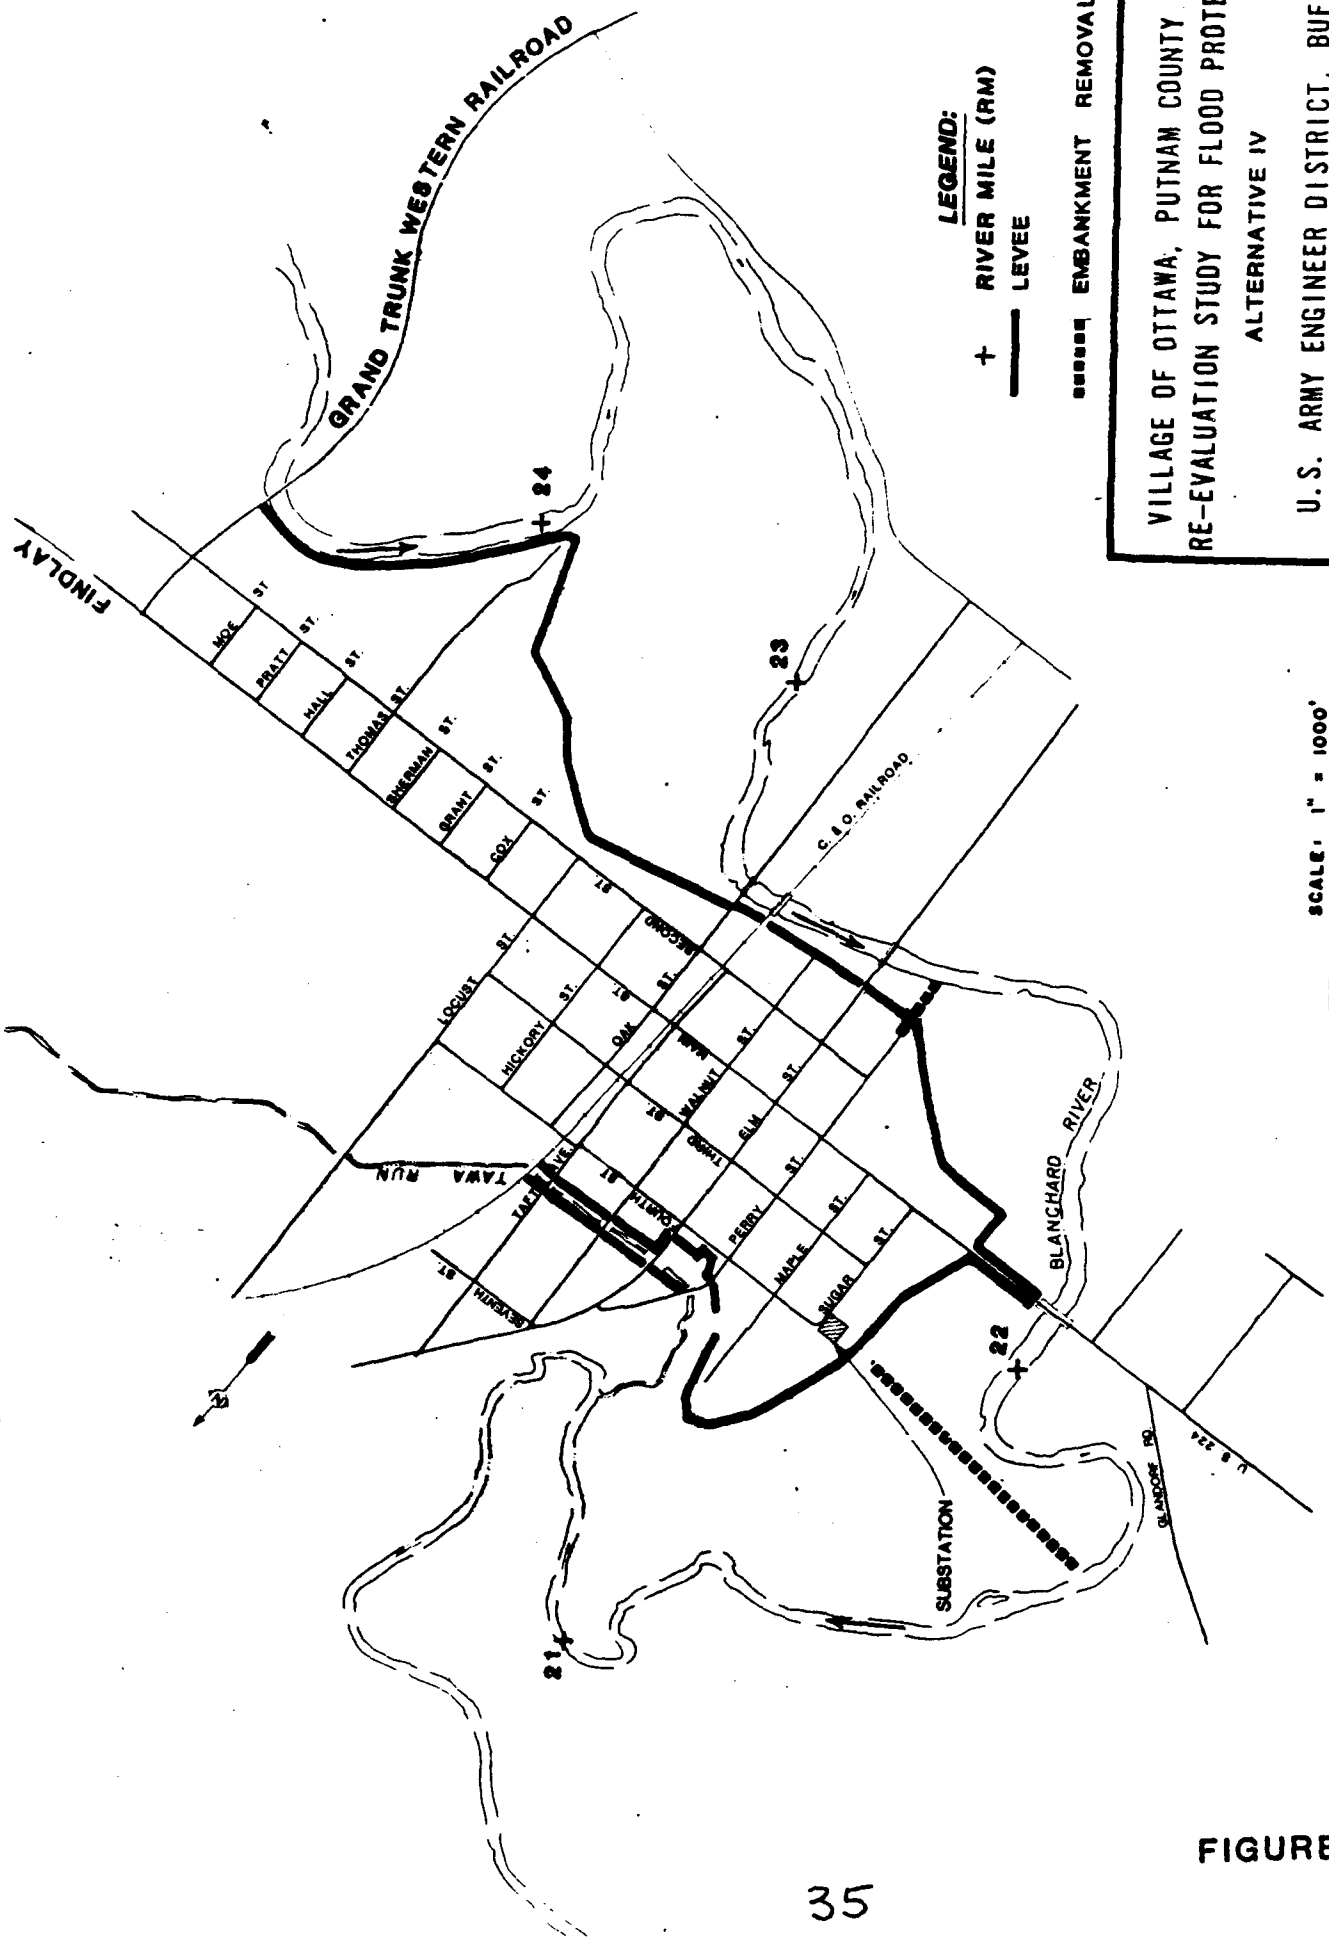 GRAND TRUNK WESTERN RAILROAD
FINDLAY
MOE
ST
PRATT
ST.
HALL
ST.
THOMAS
ST.
SHERMAN
ST.
GRANT
ST.
COX
ST.
24
23
C. & O. RAILROAD
LOCUST
ST.
HICKORY
ST.
OAK
ST.
SECOND
ST.
MAIN
ST.
WALNUT
ST.
THIRD
ST.
ELM
ST.
PERRY
ST.
MAPLE
ST.
SUGAR
ST.
TAWA RUN
TAFT
AVE.
FOURTH
ST
SEVENTH
ST.
BLANCHARD RIVER
22
21
SUBSTATION
GLANDORF RD.
U S 224
LEGEND:
+ RIVER MILE (RM)
LEVEE
EMBANKMENT REMOVAL
VILLAGE OF OTTAWA, PUTNAM COUNTY
RE-EVALUATION STUDY FOR FLOOD PROTE
ALTERNATIVE IV
U.S. ARMY ENGINEER DISTRICT, BUF
SCALE: 1" = 1000'
FIGURE
35